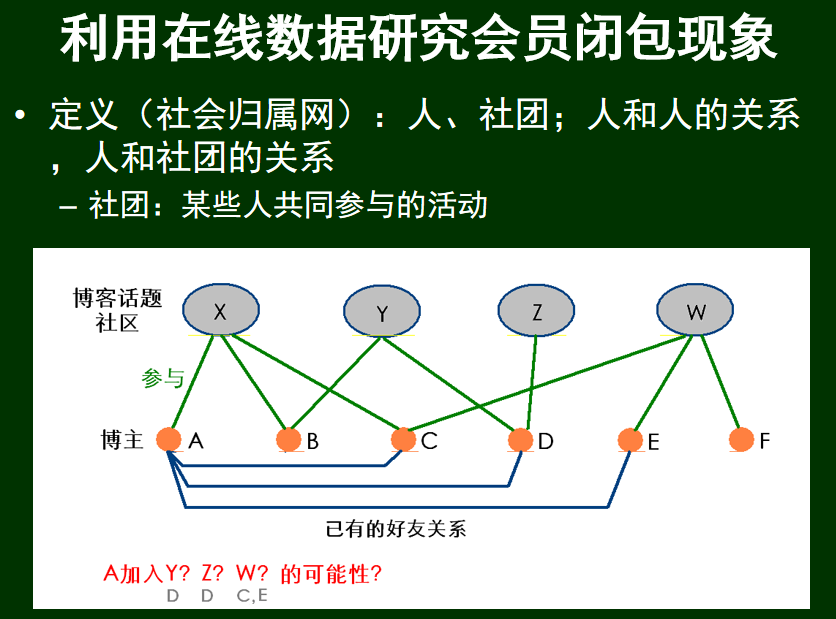 利用在线数据研究会员闭包现象
• 定义（社会归属网）：人、社团；人和人的关系
，人和社团的关系
– 社团：某些人共同参与的活动
博客话题
社区
X
Y
Z
W
参与
博主
A
B
C
D
E
F
已有的好友关系
A加入Y? Z? W? 的可能性?
D D C,E